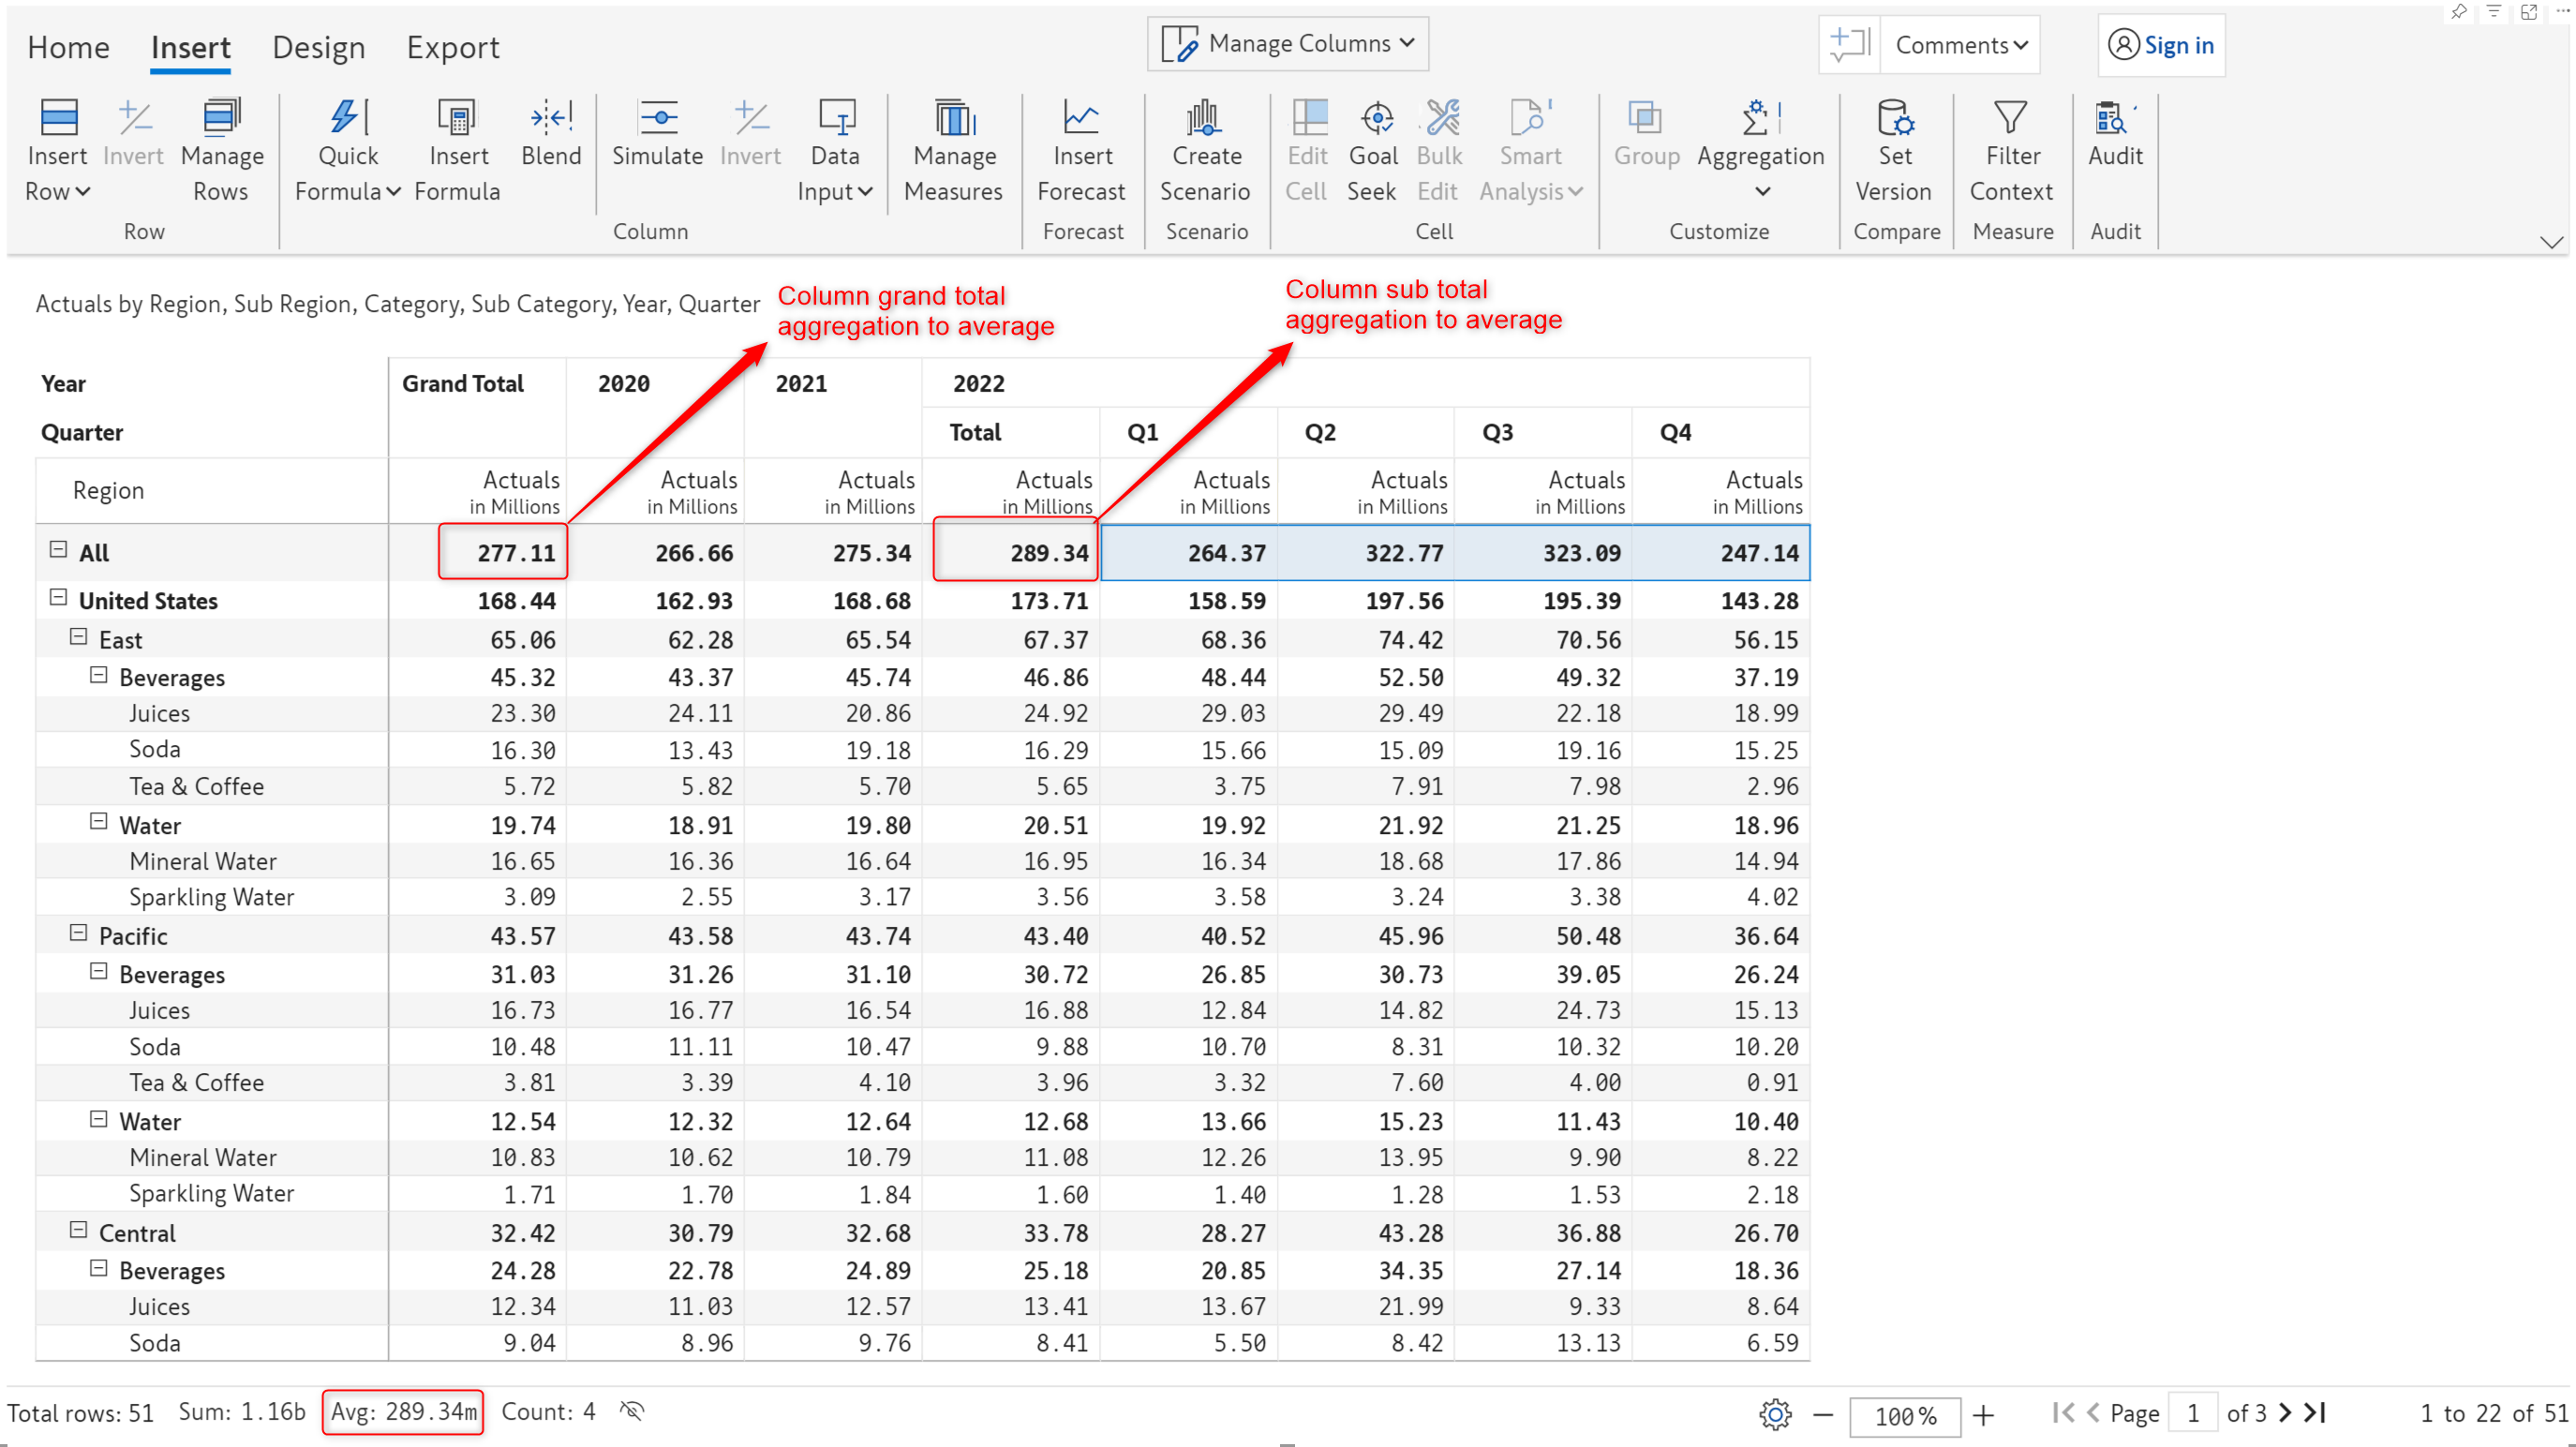 Home Insert Design Export Manage Columns Comments Sign in
Insert Invert Manage Quick Insert Blend Simulate Invert Data Manage Insert Create Edit Goal Bulk Smart Group Aggregation Set Filter Audit
Row Rows Formula Formula Input Measures Forecast Scenario Cell Seek Edit Analysis Version Context
Row Column Forecast Scenario Cell Customize Compare Measure Audit
Column grand total
aggregation to average
Column sub total
aggregation to average
Actuals by Region, Sub Region, Category, Sub Category, Year, Quarter
Year Grand Total 2020 2021 2022
Quarter Total Q1 Q2 Q3 Q4
Region Actuals Actuals Actuals Actuals Actuals Actuals Actuals Actuals
in Millions in Millions in Millions in Millions in Millions in Millions in Millions in Millions
All 277.11 266.66 275.34 289.34 264.37 322.77 323.09 247.14
United States 168.44 162.93 168.68 173.71 158.59 197.56 195.39 143.28
East 65.06 62.28 65.54 67.37 68.36 74.42 70.56 56.15
Beverages 45.32 43.37 45.74 46.86 48.44 52.50 49.32 37.19
Juices 23.30 24.11 20.86 24.92 29.03 29.49 22.18 18.99
Soda 16.30 13.43 19.18 16.29 15.66 15.09 19.16 15.25
Tea & Coffee 5.72 5.82 5.70 5.65 3.75 7.91 7.98 2.96
Water 19.74 18.91 19.80 20.51 19.92 21.92 21.25 18.96
Mineral Water 16.65 16.36 16.64 16.95 16.34 18.68 17.86 14.94
Sparkling Water 3.09 2.55 3.17 3.56 3.58 3.24 3.38 4.02
Pacific 43.57 43.58 43.74 43.40 40.52 45.96 50.48 36.64
Beverages 31.03 31.26 31.10 30.72 26.85 30.73 39.05 26.24
Juices 16.73 16.77 16.54 16.88 12.84 14.82 24.73 15.13
Soda 10.48 11.11 10.47 9.88 10.70 8.31 10.32 10.20
Tea & Coffee 3.81 3.39 4.10 3.96 3.32 7.60 4.00 0.91
Water 12.54 12.32 12.64 12.68 13.66 15.23 11.43 10.40
Mineral Water 10.83 10.62 10.79 11.08 12.26 13.95 9.90 8.22
Sparkling Water 1.71 1.70 1.84 1.60 1.40 1.28 1.53 2.18
Central 32.42 30.79 32.68 33.78 28.27 43.28 36.88 26.70
Beverages 24.28 22.78 24.89 25.18 20.85 34.35 27.14 18.36
Juices 12.34 11.03 12.57 13.41 13.67 21.99 9.33 8.64
Soda 9.04 8.96 9.76 8.41 5.50 8.42 13.13 6.59
Total rows: 51 Sum: 1.16b Avg: 289.34m Count: 4 100% Page 1 of 3 1 to 22 of 51